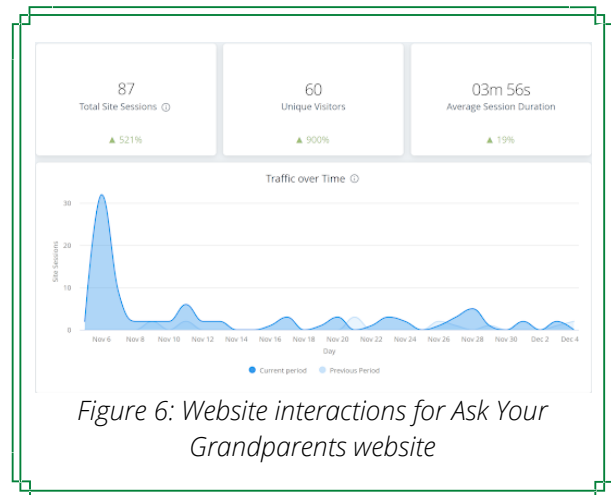 87
Total Site Sessions
▲ 521%
60
Unique Visitors
▲ 900%
03m 56s
Average Session Duration
▲ 19%
Traffic over Time
30
20
10
0
Site Sessions
Nov 6 Nov 8 Nov 10 Nov 12 Nov 14 Nov 16 Nov 18 Nov 20 Nov 22 Nov 24 Nov 26 Nov 28 Nov 30 Dec 2 Dec 4
Day
Current period Previous Period
Figure 6: Website interactions for Ask Your
Grandparents website